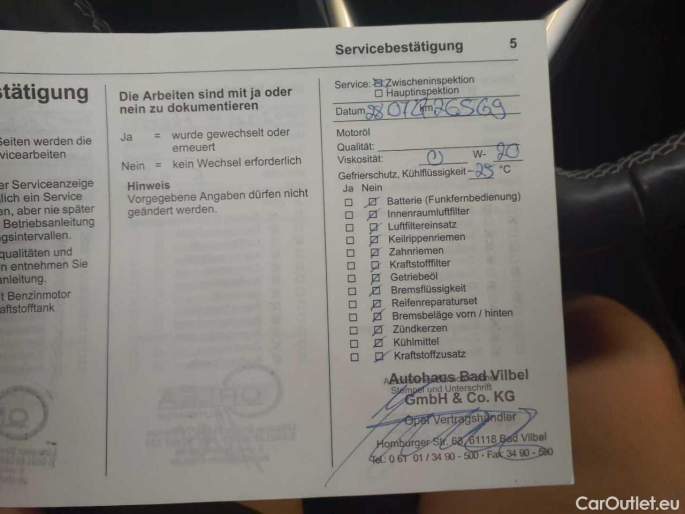 Servicebestätigung 5
stätigung
Seiten werden die
vicearbeiten
er Serviceanzeige
lich ein Service
en, aber nie später
Betriebsanleitung
gsintervallen.
qualitäten und
n entnehmen Sie
anleitung.
t Benzinmotor
aftstofftank
Die Arbeiten sind mit ja oder
nein zu dokumentieren
Ja = wurde gewechselt oder
erneuert
Nein = kein Wechsel erforderlich
Hinweis
Vorgegebene Angaben dürfen nicht
geändert werden.
Service: Zwischeninspektion
Hauptinspektion
Datum km 26569
Motoröl
Qualität:
Viskosität: 0 W- 20
Gefrierschutz, Kühlflüssigkeit -25 °C
Ja Nein
Batterie (Funkfernbedienung)
Innenraumluftfilter
Luftfiltereinsatz
Keilrippenriemen
Zahnriemen
Kraftstofffilter
Getriebeöl
Bremsflüssigkeit
Reifenreparaturset
Bremsbeläge vorn / hinten
Zündkerzen
Kühlmittel
Kraftstoffzusatz
Autohaus Bad Vilbel
Stempel und Unterschrift
GmbH & Co. KG
Opel Vertragshändler
Homburger Str. 63, 61118 Bad Vilbel
Tel. 0 61 01 / 34 90 - 500 - Fax 34 90 - 590
CarOutlet.eu